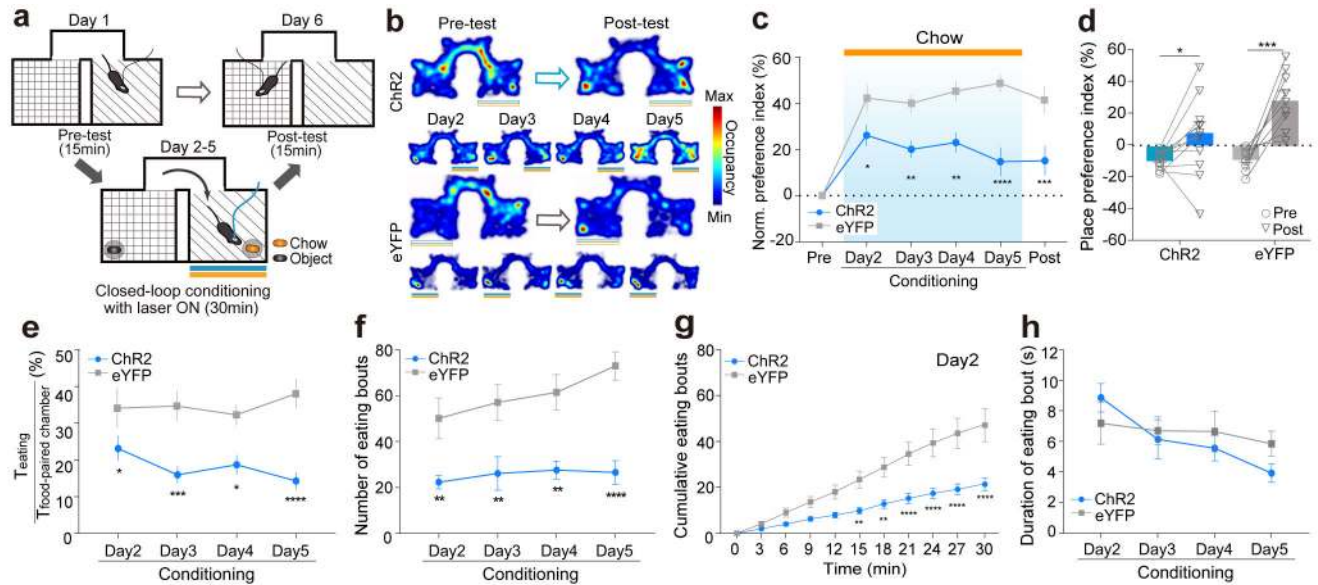 a
Day 1
Day 6
Pre-test
(15min)
Post-test
(15min)
Day 2-5
Chow
Object
Closed-loop conditioning
with laser ON (30min)
b
Pre-test
Post-test
ChR2
Day2
Day3
Day4
Day5
eYFP
Max
Occupancy
Min
c
Chow
Norm. preference index (%)
60
40
20
0
-20
ChR2
eYFP
*
**
**
****
***
Pre
Day2
Day3
Day4
Day5
Post
Conditioning
d
Place preference index (%)
60
40
20
0
-20
-40
-60
*
***
Pre
Post
ChR2
eYFP
e
Teating
Tfood-paired chamber
(%)
50
40
30
20
10
0
ChR2
eYFP
*
***
*
****
Day2
Day3
Day4
Day5
Conditioning
f
Number of eating bouts
80
60
40
20
0
ChR2
eYFP
**
**
**
****
Day2
Day3
Day4
Day5
Conditioning
g
Cumulative eating bouts
80
60
40
20
0
ChR2
eYFP
Day2
**
**
****
****
****
****
0
3
6
9
12
15
18
21
24
27
30
Time (min)
h
Duration of eating bout (s)
12
10
8
6
4
2
0
ChR2
eYFP
Day2
Day3
Day4
Day5
Conditioning